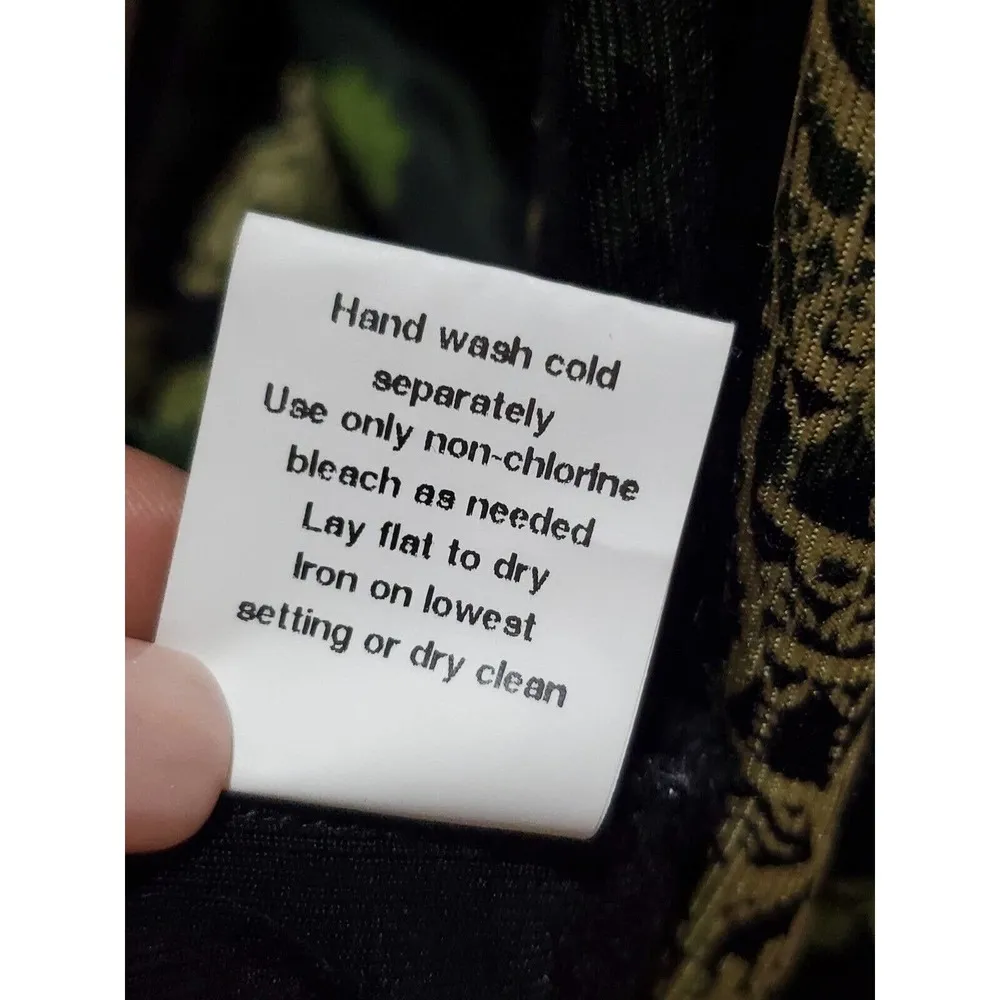 Hand wash cold
separately
Use only non-chlorine
bleach as needed
Lay flat to dry
Iron on lowest
setting or dry clean